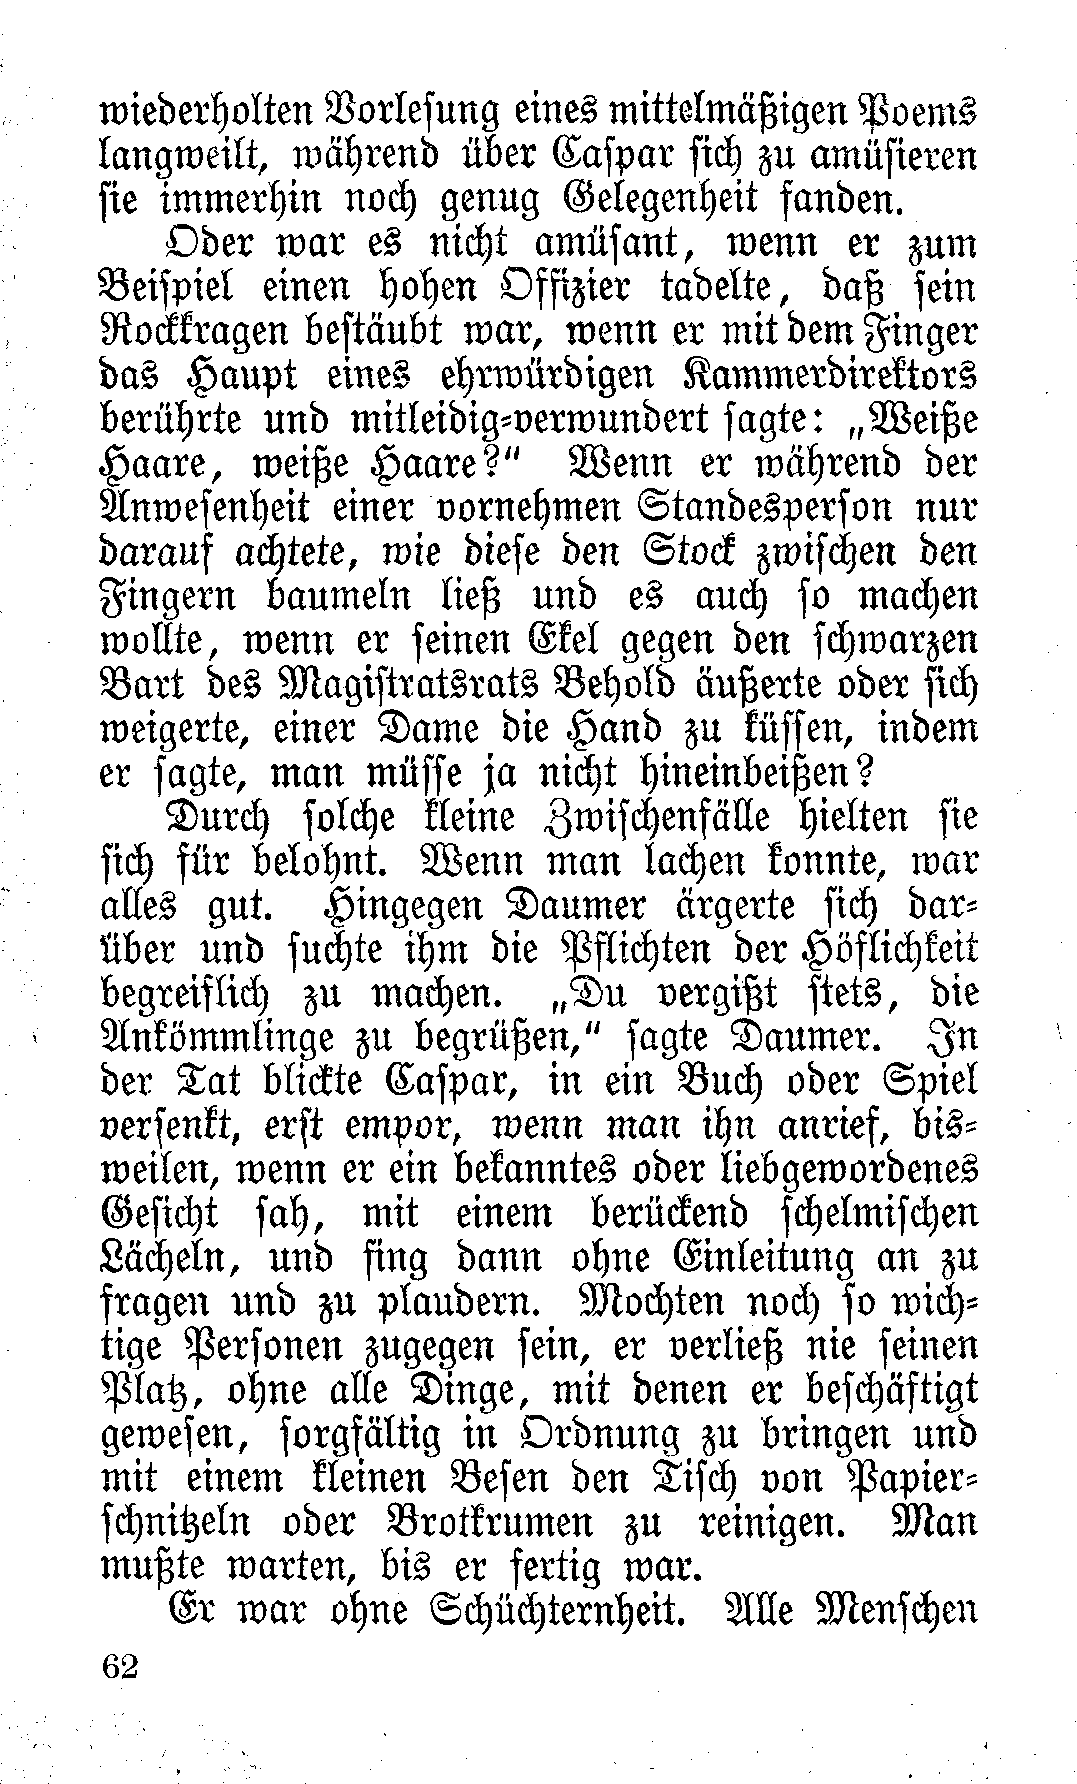 wiederholten Vorlesung eines mittelmäßigen Poems
langweilt, während über Caspar sich zu amüsieren
sie immerhin noch genug Gelegenheit fanden.
Oder war es nicht amüsant, wenn er zum
Beispiel einen hohen Offizier tadelte, daß sein
Rockkragen bestäubt war, wenn er mit dem Finger
das Haupt eines ehrwürdigen Kammerdirektors
berührte und mitleidig-verwundert sagte: „Weiße
Haare, weiße Haare?“ Wenn er während der
Anwesenheit einer vornehmen Standesperson nur
darauf achtete, wie diese den Stock zwischen den
Fingern baumeln ließ und es auch so machen
wollte, wenn er seinen Ekel gegen den schwarzen
Bart des Magistratsrats Behold äußerte oder sich
weigerte, einer Dame die Hand zu küssen, indem
er sagte, man müsse ja nicht hineinbeißen?
Durch solche kleine Zwischenfälle hielten sie
sich für belohnt. Wenn man lachen konnte, war
alles gut. Hingegen Daumer ärgerte sich dar-
über und suchte ihm die Pflichten der Höflichkeit
begreiflich zu machen. „Du vergißt stets, die
Ankömmlinge zu begrüßen,“ sagte Daumer. In
der Tat blickte Caspar, in ein Buch oder Spiel
versenkt, erst empor, wenn man ihn anrief, bis-
weilen, wenn er ein bekanntes oder liebgewordenes
Gesicht sah, mit einem berückend schelmischen
Lächeln, und fing dann ohne Einleitung an zu
fragen und zu plaudern. Mochten noch so wich-
tige Personen zugegen sein, er verließ nie seinen
Platz, ohne alle Dinge, mit denen er beschäftigt
gewesen, sorgfältig in Ordnung zu bringen und
mit einem kleinen Besen den Tisch von Papier-
schnitzeln oder Brotkrumen zu reinigen. Man
mußte warten, bis er fertig war.
Er war ohne Schüchternheit. Alle Menschen
62